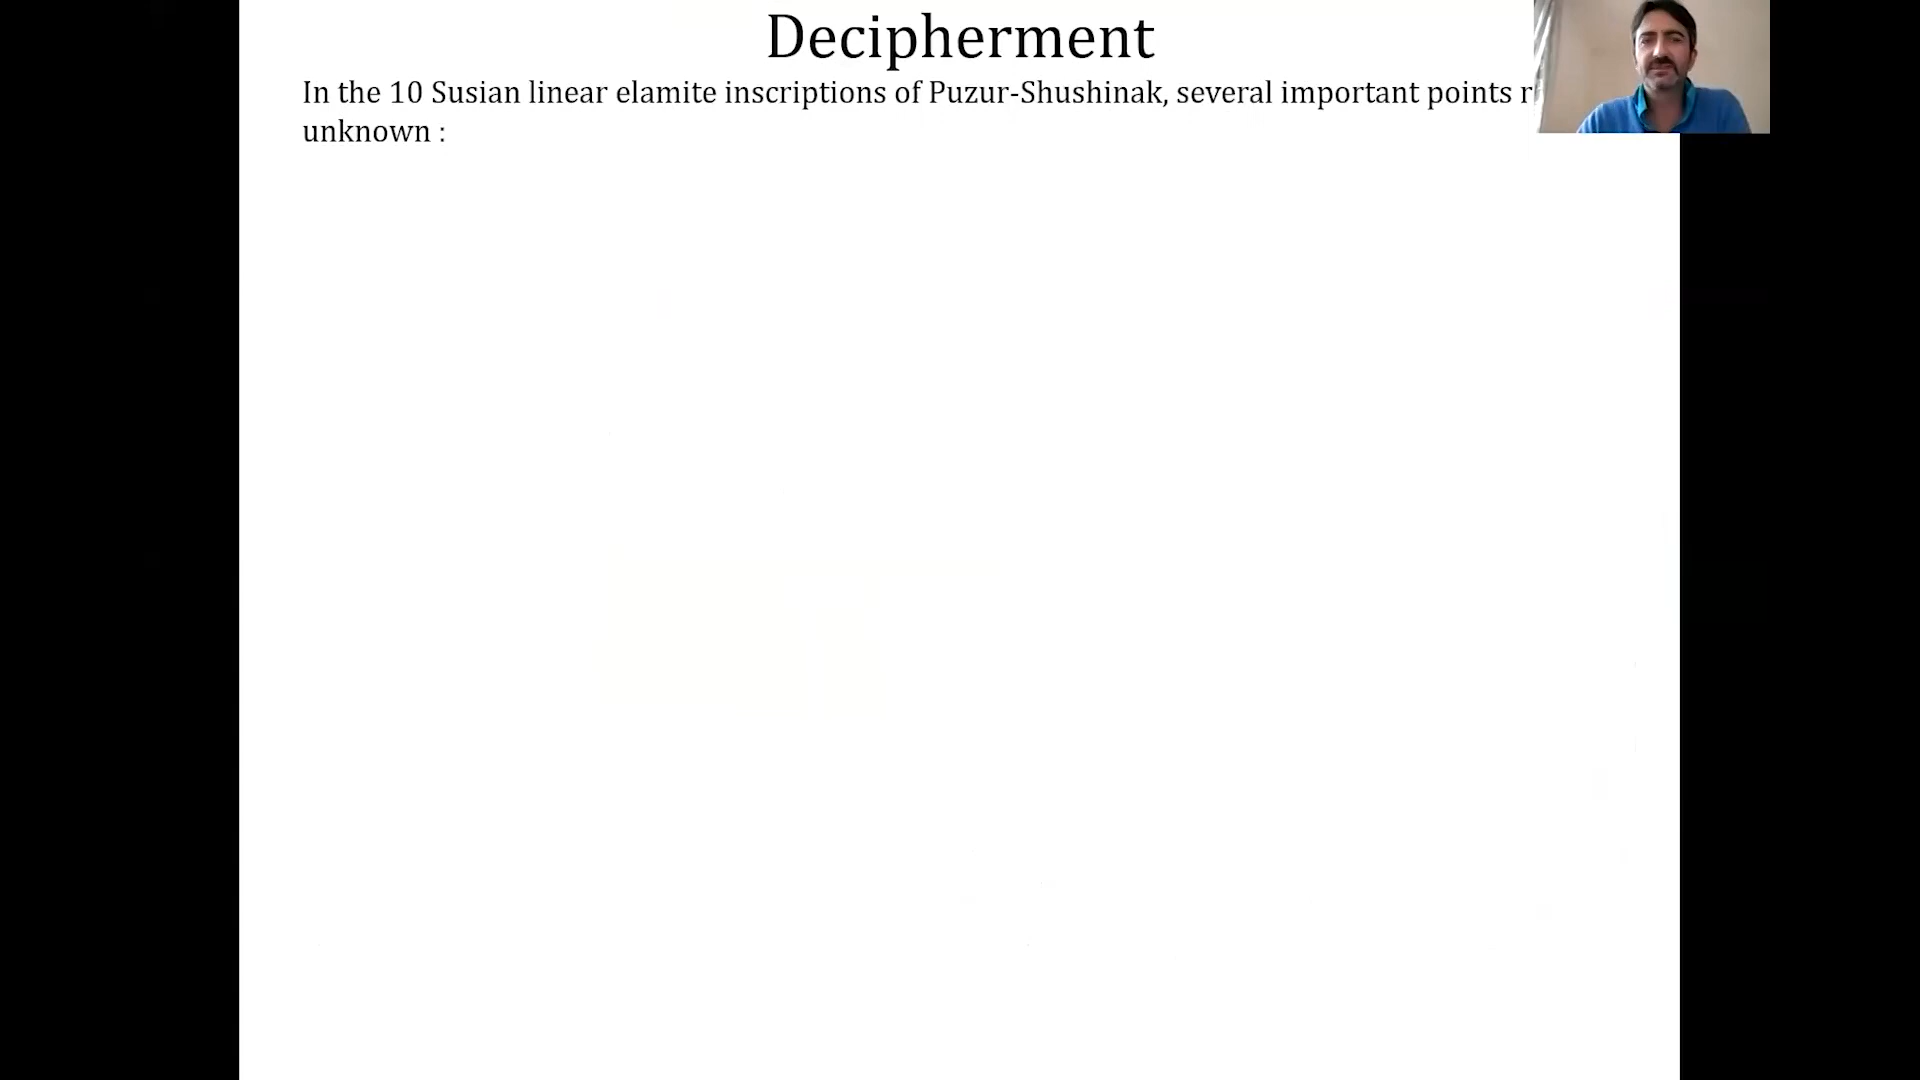 Decipherment
In the 10 Susian linear elamite inscriptions of Puzur-Shushinak, several important points
unknown :